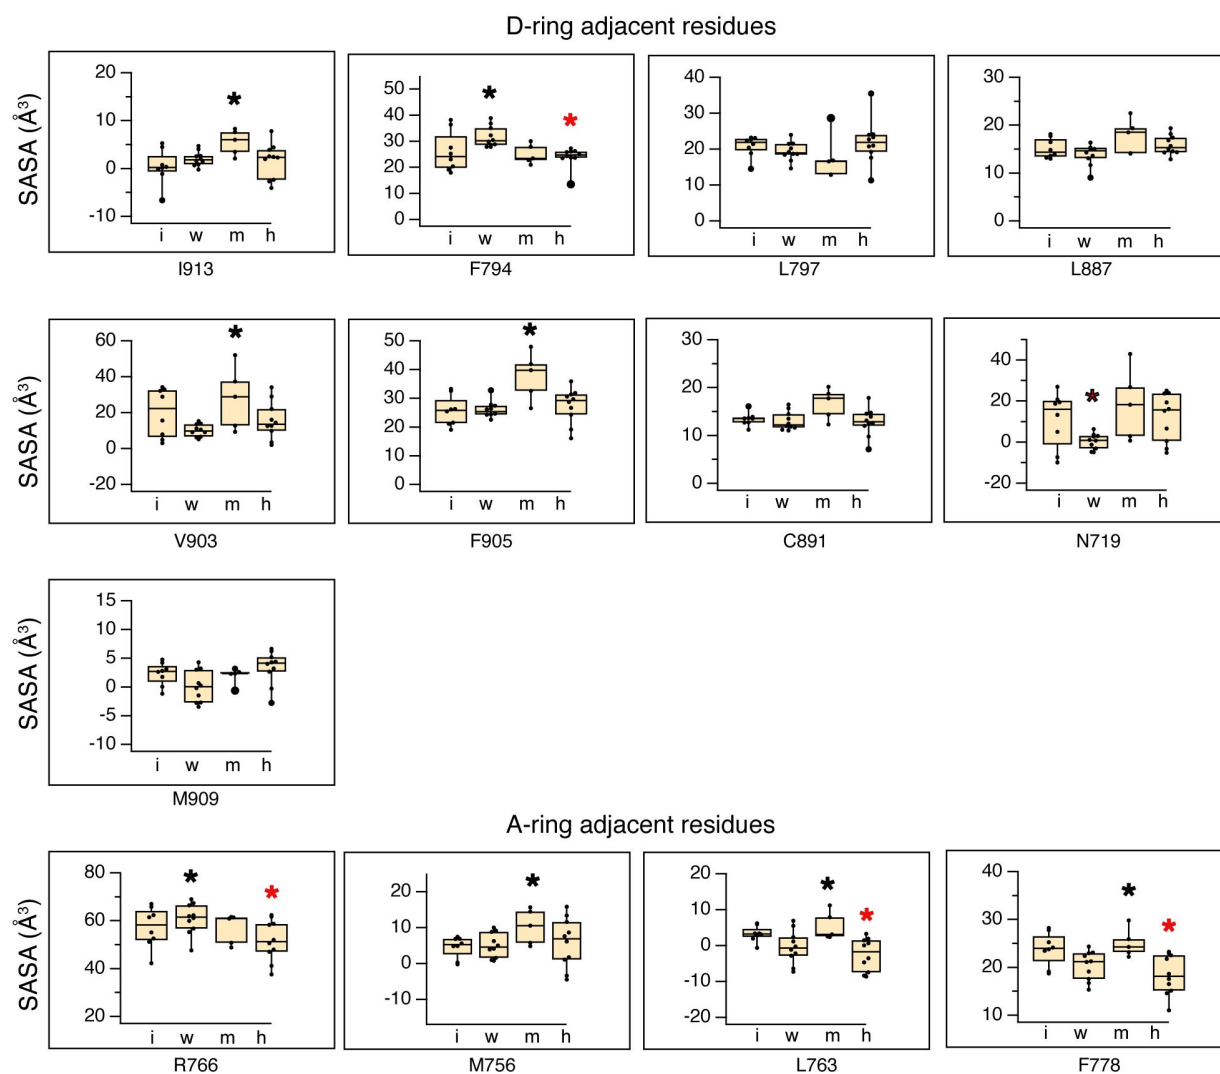 D-ring adjacent residues
SASA (Å³)
20
10
0
-10
i w m h
I913
50
40
30
20
10
0
i w m h
F794
40
30
20
10
0
i w m h
L797
30
20
10
0
i w m h
L887
SASA (Å³)
60
40
20
0
-20
i w m h
V903
50
40
30
20
10
0
i w m h
F905
30
20
10
0
i w m h
C891
40
20
0
-20
i w m h
N719
SASA (Å³)
15
10
5
0
-5
-10
i w m h
M909
A-ring adjacent residues
SASA (Å³)
80
60
40
20
i w m h
R766
20
10
0
-10
i w m h
M756
20
10
0
-10
-20
i w m h
L763
40
30
20
10
i w m h
F778